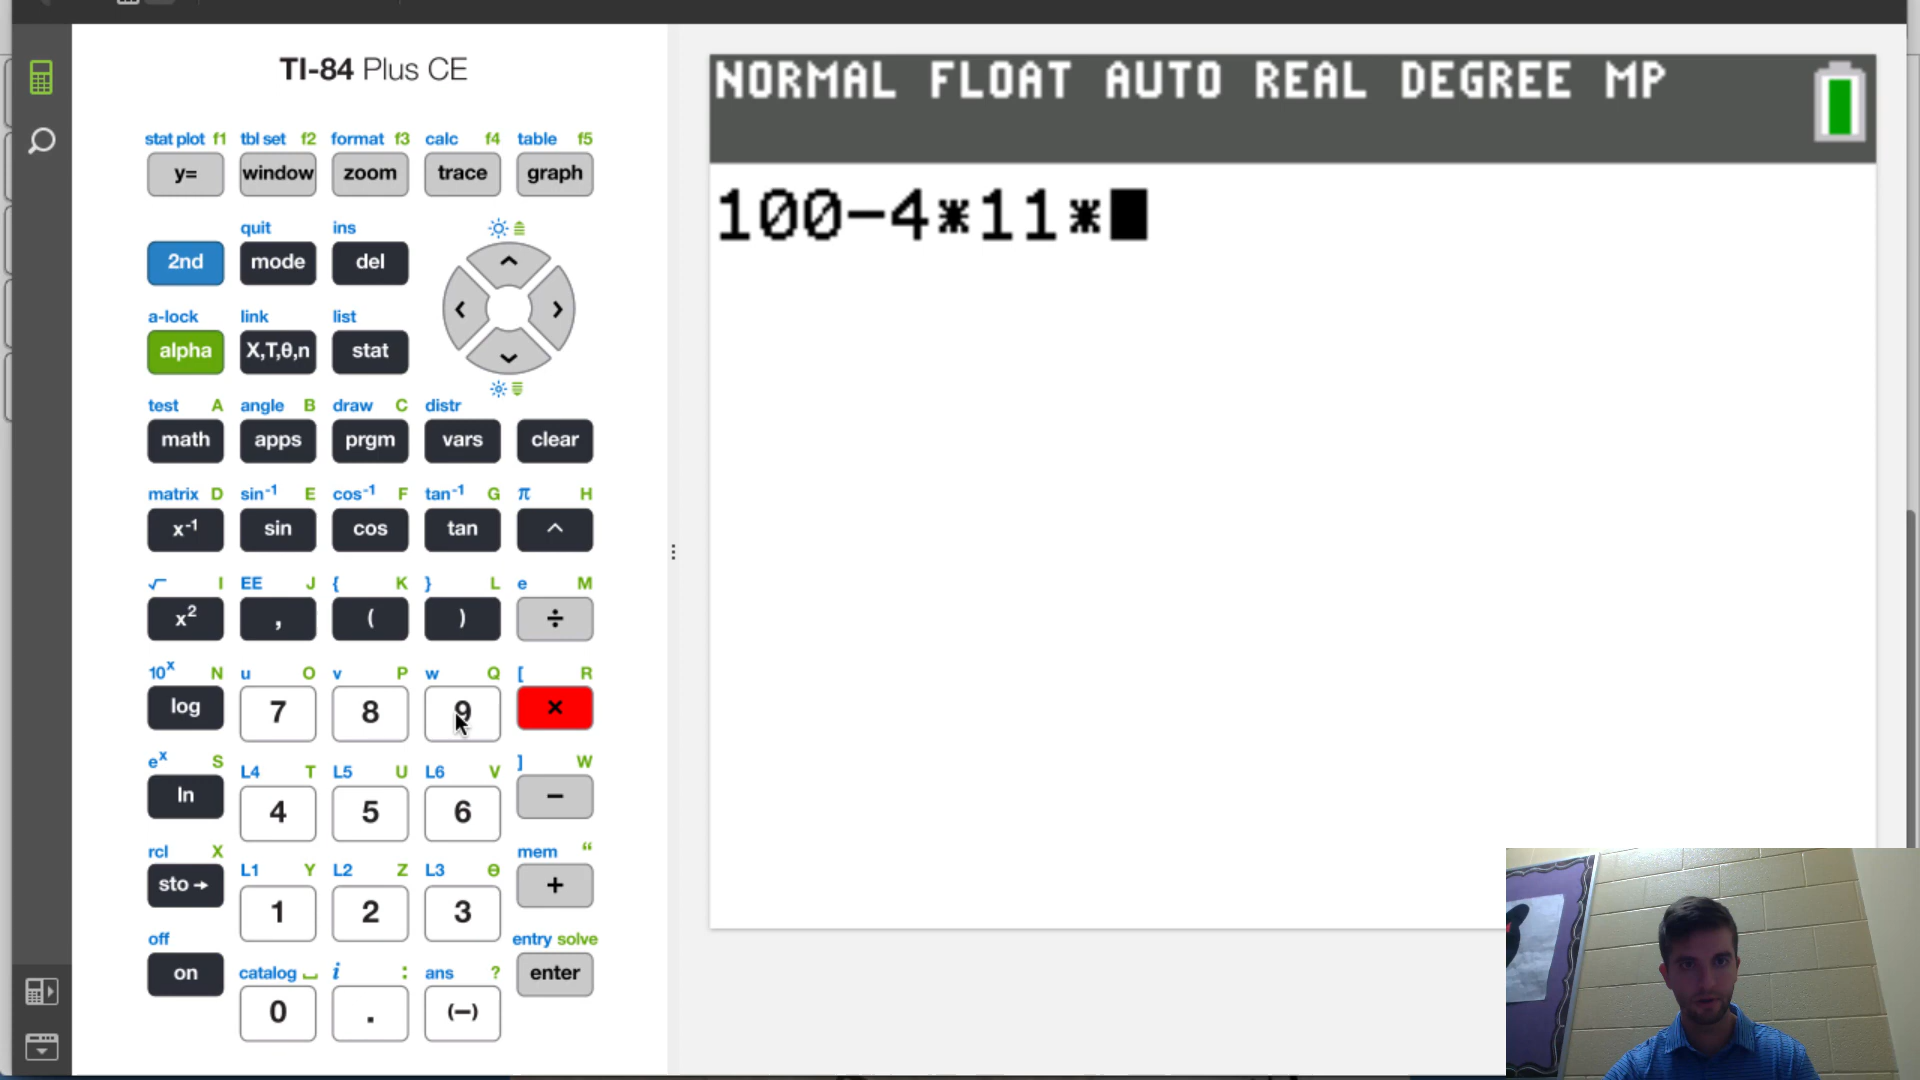 TI-84 Plus CE
stat plot f1 tbl set f2 format f3 calc f4 table f5
y= window zoom trace graph
quit ins
2nd mode del
a-lock link list
alpha X,T,θ,n stat
test A angle B draw C distr
math apps prgm vars clear
matrix D sin⁻¹ E cos⁻¹ F tan⁻¹ G π H
x⁻¹ sin cos tan ^
√ I EE J { K } L e M
x² , ( ) ÷
10ˣ N u O v P w Q [ R
log 7 8 9 ×
eˣ S L4 T L5 U L6 V ] W
ln 4 5 6 −
rcl X L1 Y L2 Z L3 θ mem “
sto→ 1 2 3 +
off catalog ⎵ i : ans ? entry solve
on 0 . (−) enter
NORMAL FLOAT AUTO REAL DEGREE MP
100-4*11*